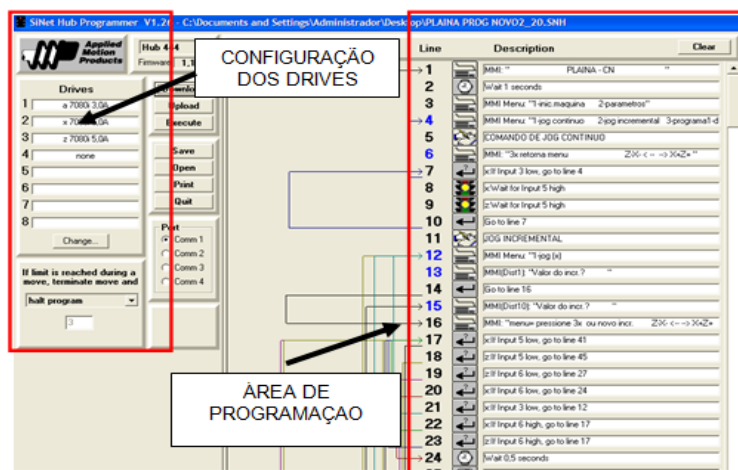 SiNet Hub Programmer V1.2 - C:\Documents and Settings\Administrador\Desktop\PLAINA PROG NOVO2_20.SNH
Applied
Motion
Products
Hub 444
Firmware 1,1
CONFIGURAÇÃO
DOS DRIVES
Drives
1 a 7080i 3,0A
2 x 7080i 5,0A
3 z 7080i 5,0A
4 none
5
6
7
8
Change...
If limit is reached during a
move, terminate move and
halt program
3
Download
Upload
Execute
Save
Open
Print
Quit
Port
Comm 1
Comm 2
Comm 3
Comm 4
Line Description Clear
1 MMI: " PLAINA - CN "
2 Wait 1 seconds
3 MMI Menu: "1-inic.maquina 2-parametros"
4 MMI Menu: "1-jog continuo 2-jog incremental 3-programa1-d
5 COMANDO DE JOG CONTINUO
6 MMI: "3x retorna menu Z-X- < -- --> X+Z+ "
7 x:If Input 3 low, go to line 4
8 x:Wait for Input 5 high
9 z:Wait for Input 5 high
10 Go to line 7
11 JOG INCREMENTAL
12 MMI Menu: "1-jog (x)
13 MMI(Dist1): "Valor do incr.? "
14 Go to line 16
15 MMI(Dist10): "Valor do incr.? "
16 MMI: "menu= pressione 3x ou novo incr. Z-X- <-- --> X+Z+
17 x:If Input 5 low, go to line 41
18 z:If Input 5 low, go to line 45
19 z:If Input 6 low, go to line 27
20 x:If Input 6 low, go to line 24
21 x:If Input 3 low, go to line 12
22 x:If Input 6 high, go to line 17
23 z:If Input 6 high, go to line 17
24 Wait 0,5 seconds
ÀREA DE
PROGRAMAÇAO